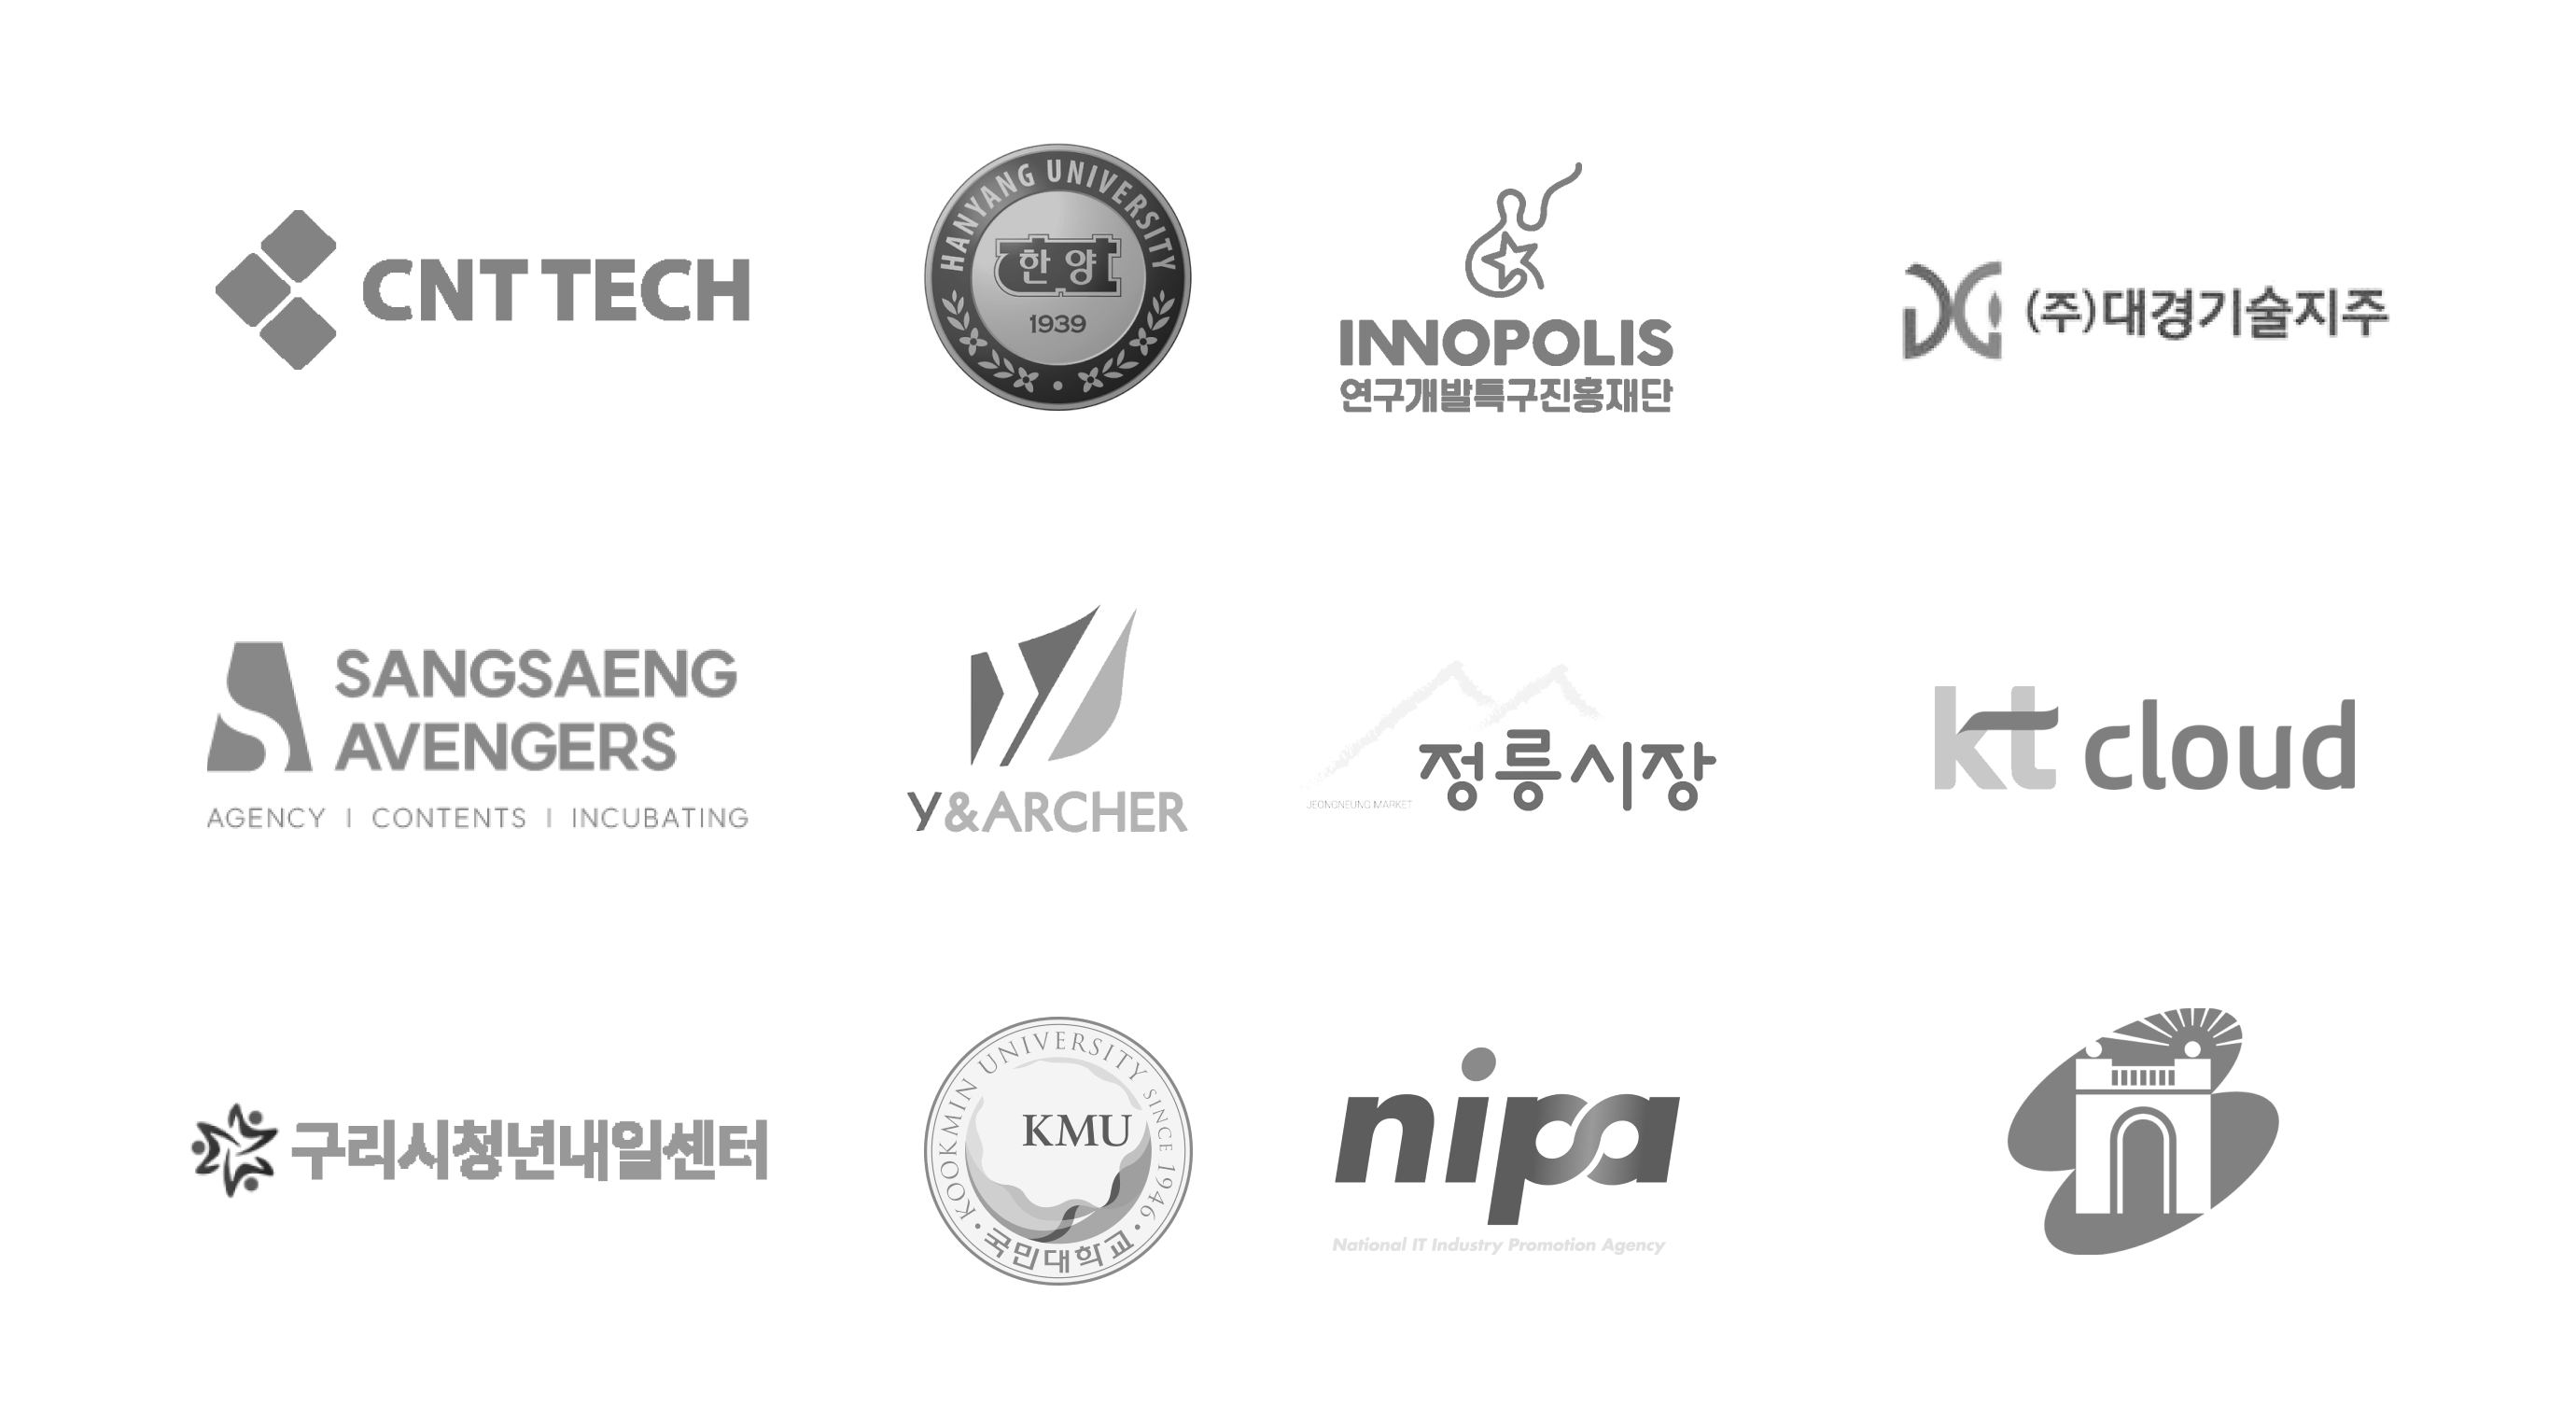 CNT TECH
HANYANG UNIVERSITY
한양
1939
INNOPOLIS
연구개발특구진흥재단
(주)대경기술지주
SANGSAENG
AVENGERS
AGENCY | CONTENTS | INCUBATING
Y&ARCHER
정릉시장
JEONGNEUNG MARKET
kt cloud
구리시청년내일센터
KOOKMIN UNIVERSITY SINCE 1946
KMU
국민대학교
nipa
National IT Industry Promotion Agency